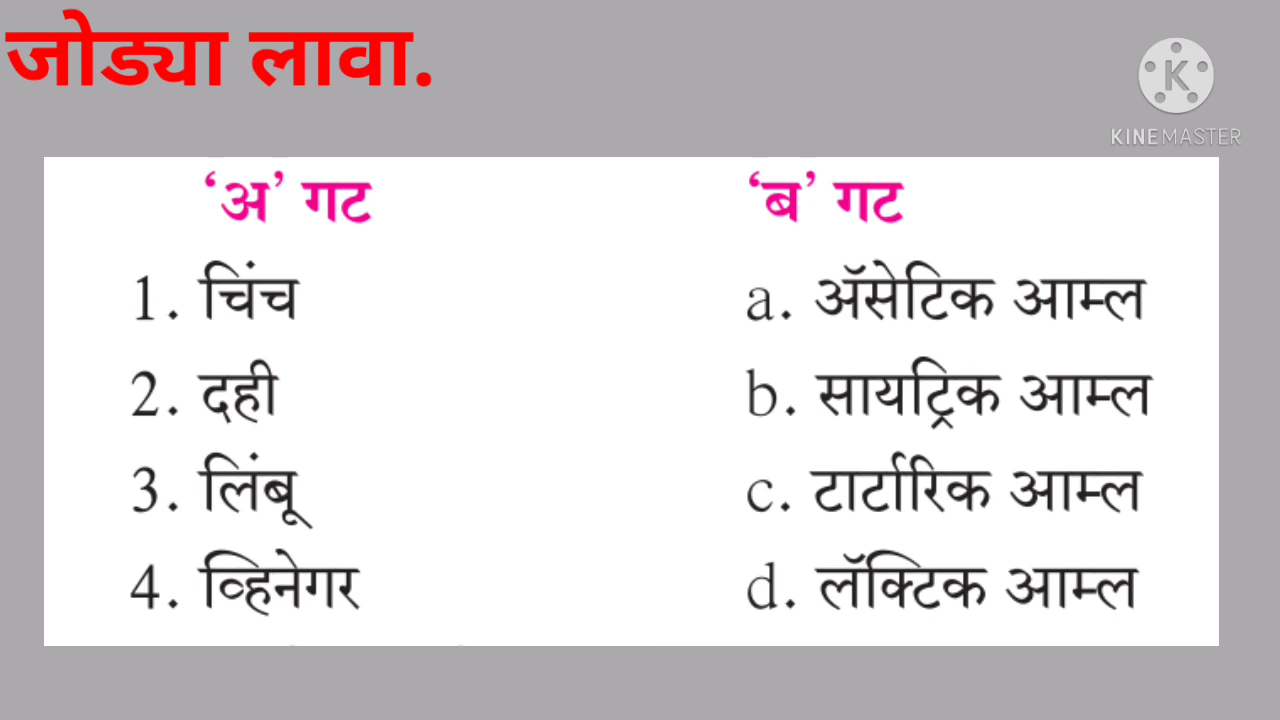 जोड्या लावा.
K
KINEMASTER
‘अ’ गट ‘ब’ गट
1. चिंच a. ॲसेटिक आम्ल
2. दही b. सायट्रिक आम्ल
3. लिंबू c. टार्टारिक आम्ल
4. व्हिनेगर d. लॅक्टिक आम्ल